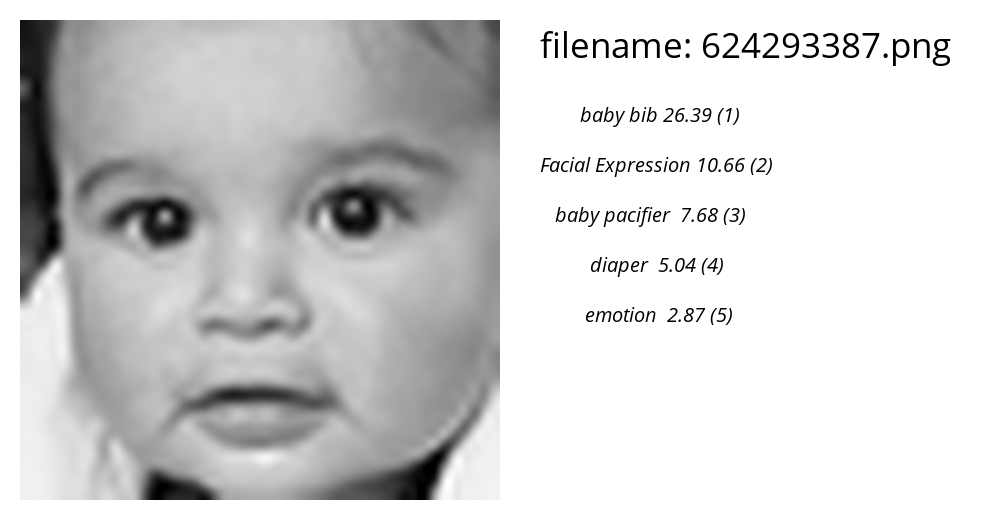 filename: 624293387.png
baby bib 26.39 (1)
Facial Expression 10.66 (2)
baby pacifier 7.68 (3)
diaper 5.04 (4)
emotion 2.87 (5)